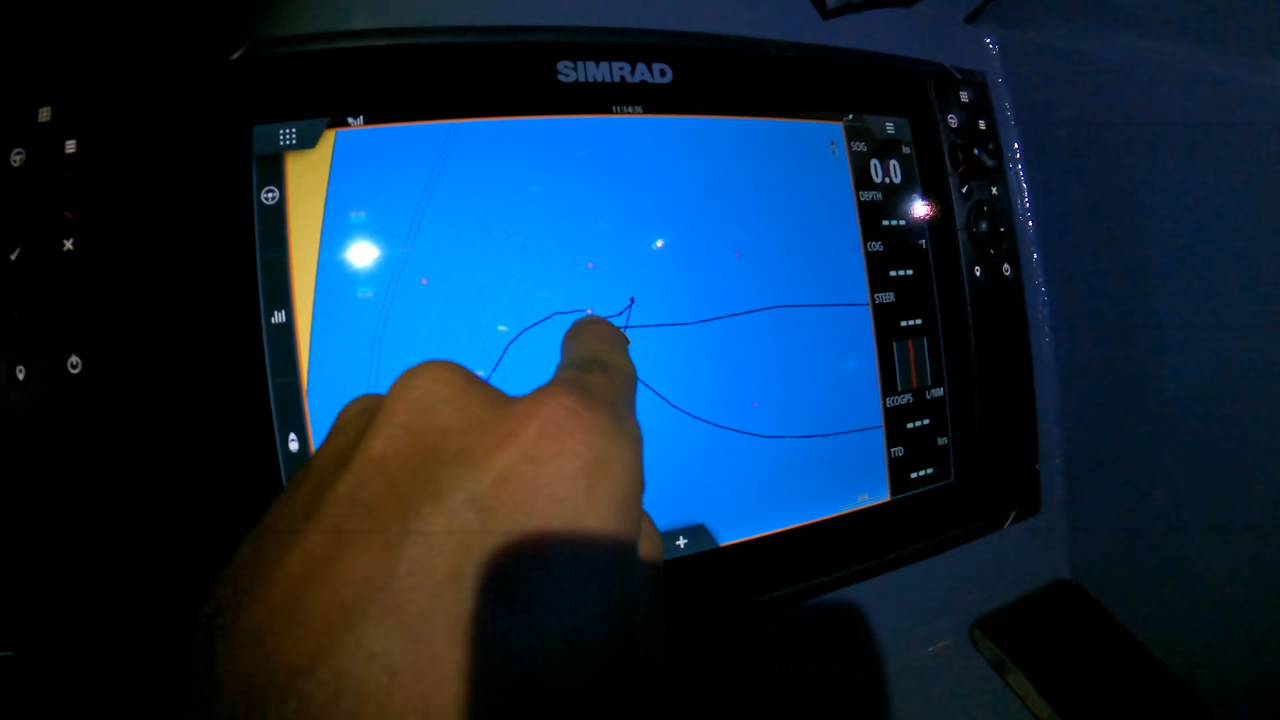 SIMRAD
11:14:36
SOG
kn
0.0
DEPTH
---
COG
°T
---
STEER
---
ECOGPS
L/NM
---
TTD
hrs
---